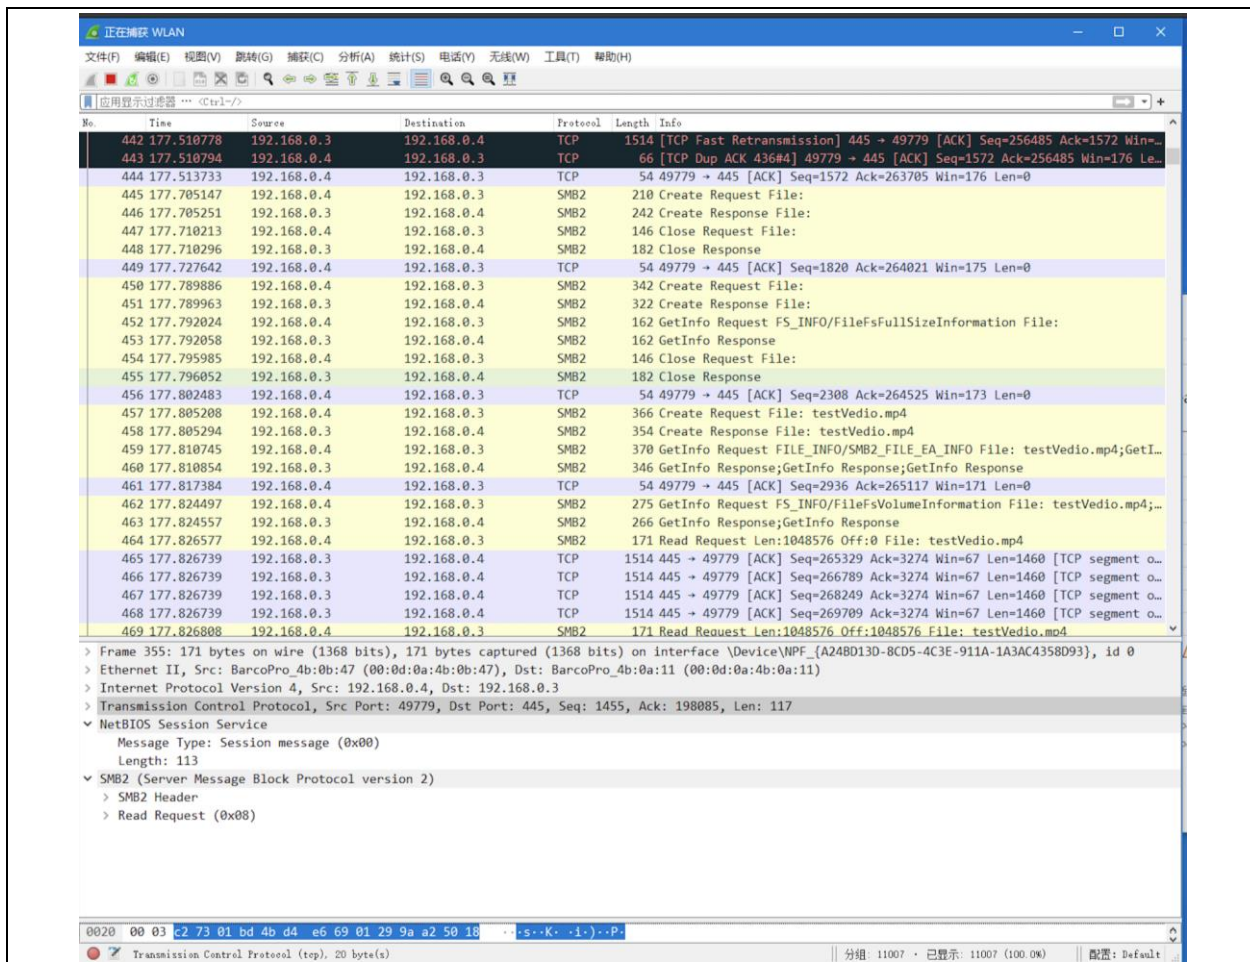 正在捕获 WLAN
文件(F) 编辑(E) 视图(V) 跳转(G) 捕获(C) 分析(A) 统计(S) 电话(Y) 无线(W) 工具(T) 帮助(H)
应用显示过滤器 … <Ctrl-/>
No. Time Source Destination Protocol Length Info
442 177.510778 192.168.0.3 192.168.0.4 TCP 1514 [TCP Fast Retransmission] 445 → 49779 [ACK] Seq=256485 Ack=1572 Win=…
443 177.510794 192.168.0.4 192.168.0.3 TCP 66 [TCP Dup ACK 436#4] 49779 → 445 [ACK] Seq=1572 Ack=256485 Win=176 Le…
444 177.513733 192.168.0.4 192.168.0.3 TCP 54 49779 → 445 [ACK] Seq=1572 Ack=263705 Win=176 Len=0
445 177.705147 192.168.0.4 192.168.0.3 SMB2 210 Create Request File:
446 177.705251 192.168.0.3 192.168.0.4 SMB2 242 Create Response File:
447 177.710213 192.168.0.4 192.168.0.3 SMB2 146 Close Request File:
448 177.710296 192.168.0.3 192.168.0.4 SMB2 182 Close Response
449 177.727642 192.168.0.4 192.168.0.3 TCP 54 49779 → 445 [ACK] Seq=1820 Ack=264021 Win=175 Len=0
450 177.789886 192.168.0.4 192.168.0.3 SMB2 342 Create Request File:
451 177.789963 192.168.0.3 192.168.0.4 SMB2 322 Create Response File:
452 177.792024 192.168.0.4 192.168.0.3 SMB2 162 GetInfo Request FS_INFO/FileFsFullSizeInformation File:
453 177.792058 192.168.0.3 192.168.0.4 SMB2 162 GetInfo Response
454 177.795985 192.168.0.4 192.168.0.3 SMB2 146 Close Request File:
455 177.796052 192.168.0.3 192.168.0.4 SMB2 182 Close Response
456 177.802483 192.168.0.4 192.168.0.3 TCP 54 49779 → 445 [ACK] Seq=2308 Ack=264525 Win=173 Len=0
457 177.805208 192.168.0.4 192.168.0.3 SMB2 366 Create Request File: testVedio.mp4
458 177.805294 192.168.0.3 192.168.0.4 SMB2 354 Create Response File: testVedio.mp4
459 177.810745 192.168.0.4 192.168.0.3 SMB2 370 GetInfo Request FILE_INFO/SMB2_FILE_EA_INFO File: testVedio.mp4;GetI…
460 177.810854 192.168.0.3 192.168.0.4 SMB2 346 GetInfo Response;GetInfo Response;GetInfo Response
461 177.817384 192.168.0.4 192.168.0.3 TCP 54 49779 → 445 [ACK] Seq=2936 Ack=265117 Win=171 Len=0
462 177.824497 192.168.0.4 192.168.0.3 SMB2 275 GetInfo Request FS_INFO/FileFsVolumeInformation File: testVedio.mp4;…
463 177.824557 192.168.0.3 192.168.0.4 SMB2 266 GetInfo Response;GetInfo Response
464 177.826577 192.168.0.4 192.168.0.3 SMB2 171 Read Request Len:1048576 Off:0 File: testVedio.mp4
465 177.826739 192.168.0.3 192.168.0.4 TCP 1514 445 → 49779 [ACK] Seq=265329 Ack=3274 Win=67 Len=1460 [TCP segment o…
466 177.826739 192.168.0.3 192.168.0.4 TCP 1514 445 → 49779 [ACK] Seq=266789 Ack=3274 Win=67 Len=1460 [TCP segment o…
467 177.826739 192.168.0.3 192.168.0.4 TCP 1514 445 → 49779 [ACK] Seq=268249 Ack=3274 Win=67 Len=1460 [TCP segment o…
468 177.826739 192.168.0.3 192.168.0.4 TCP 1514 445 → 49779 [ACK] Seq=269709 Ack=3274 Win=67 Len=1460 [TCP segment o…
469 177.826808 192.168.0.4 192.168.0.3 SMB2 171 Read Request Len:1048576 Off:1048576 File: testVedio.mp4
Frame 355: 171 bytes on wire (1368 bits), 171 bytes captured (1368 bits) on interface \Device\NPF_{A24BD13D-8CD5-4C3E-911A-1A3AC4358D93}, id 0
Ethernet II, Src: BarcoPro_4b:0b:47 (00:0d:0a:4b:0b:47), Dst: BarcoPro_4b:0a:11 (00:0d:0a:4b:0a:11)
Internet Protocol Version 4, Src: 192.168.0.4, Dst: 192.168.0.3
Transmission Control Protocol, Src Port: 49779, Dst Port: 445, Seq: 1455, Ack: 198085, Len: 117
NetBIOS Session Service
Message Type: Session message (0x00)
Length: 113
SMB2 (Server Message Block Protocol version 2)
SMB2 Header
Read Request (0x08)
0020 00 03 c2 73 01 bd 4b d4 e6 69 01 29 9a a2 50 18 ···s··K· ·i·)··P·
Transmission Control Protocol (tcp), 20 byte(s) 分组: 11007 · 已显示: 11007 (100.0%) 配置: Default